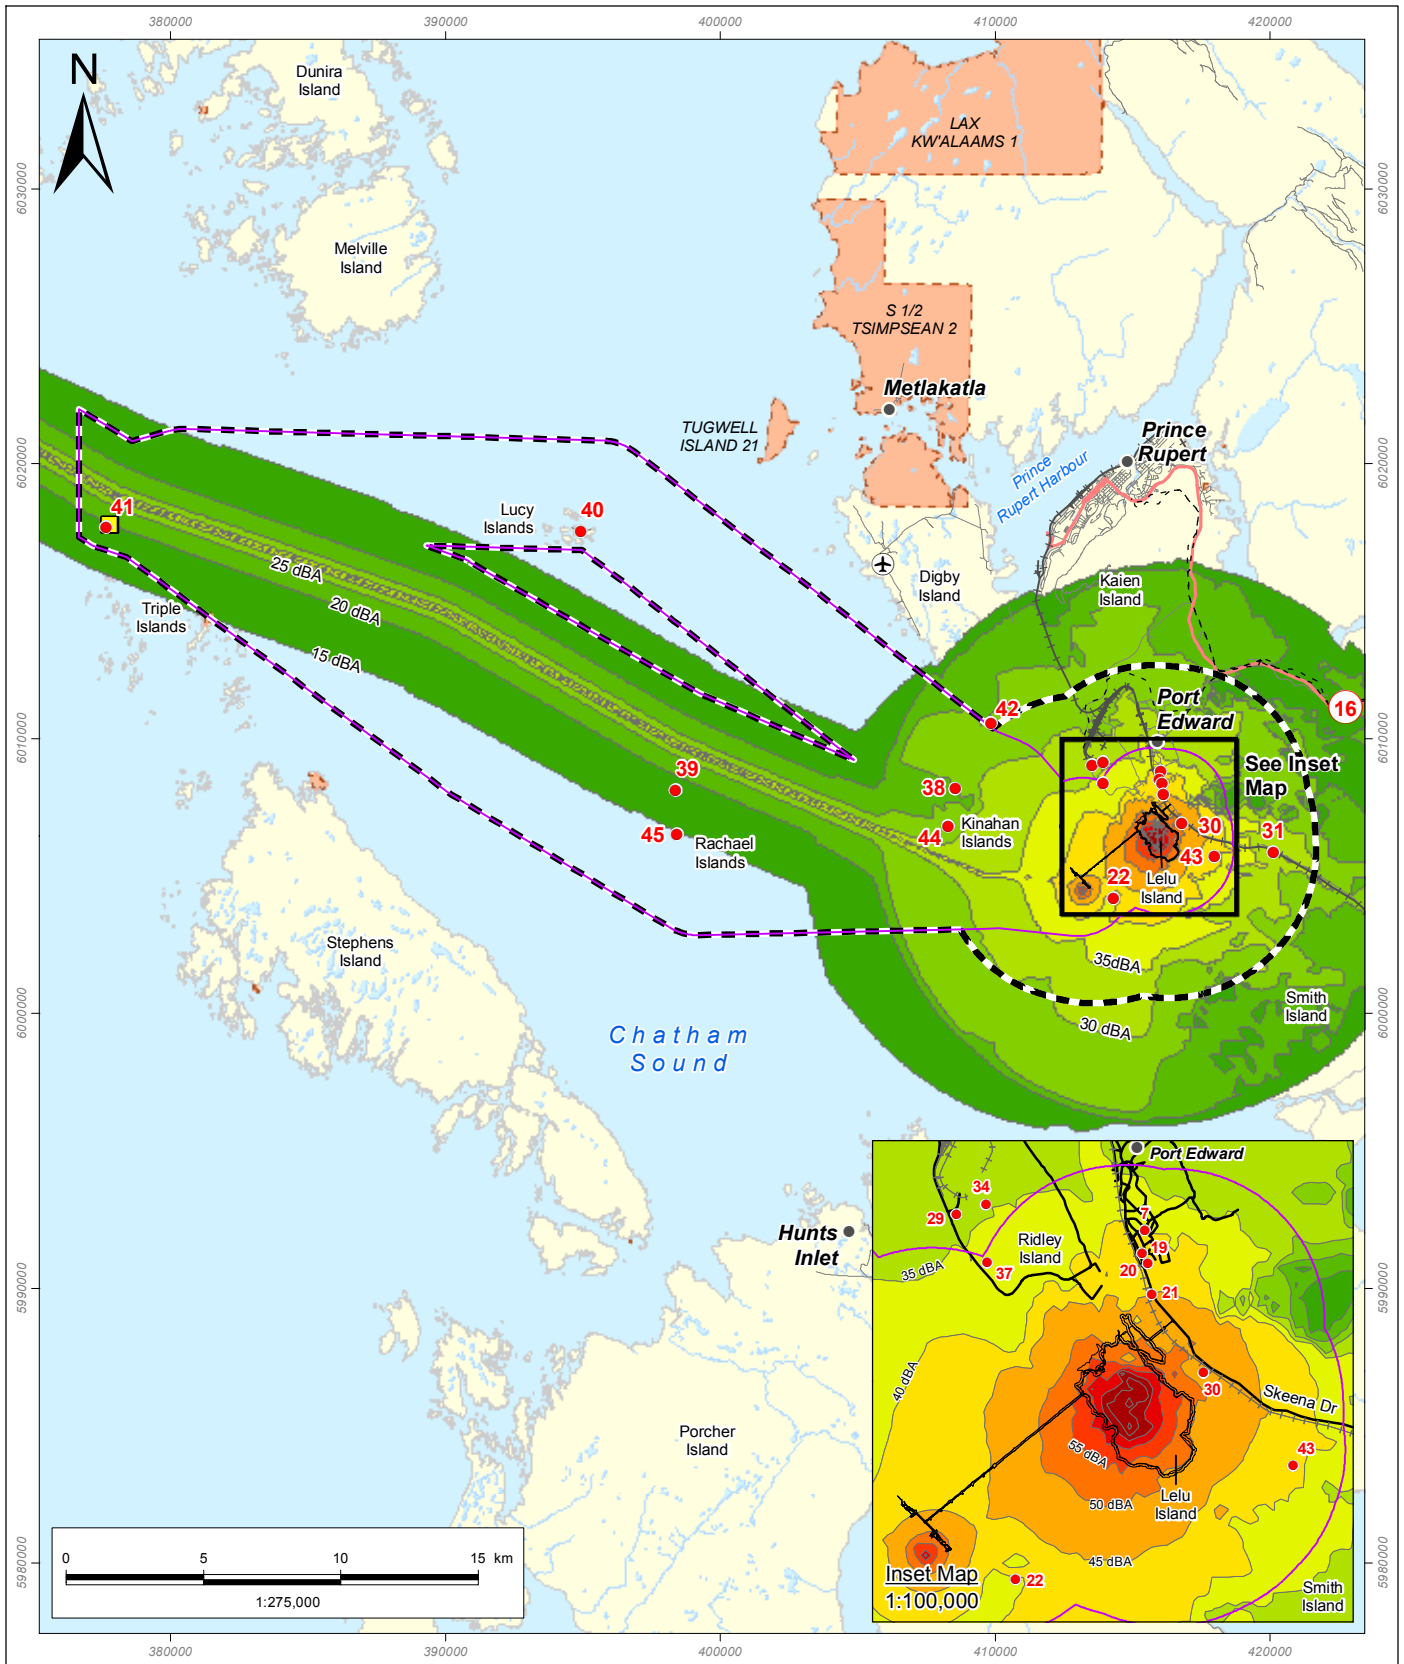 380000
390000
400000
410000
420000
N
Dunira
Island
LAX
KW'ALAAMS 1
6030000
6030000
Melville
Island
S 1/2
TSIMPSEAN 2
Metlakatla
TUGWELL
ISLAND 21
Prince
Rupert
Prince
Rupert Harbour
6020000
6020000
41
Lucy
Islands
40
Digby
Island
Kaien
Island
25 dBA
20 dBA
15 dBA
Triple
Islands
42
Port
Edward
16
6010000
6010000
See Inset
Map
39
38
45
Rachael
Islands
44
Kinahan
Islands
30
31
43
22
Lelu
Island
Stephens
Island
35dBA
30 dBA
Smith
Island
6000000
6000000
Chatham
Sound
Hunts
Inlet
Port Edward
34
29
7
Ridley
Island
19
20
37
35 dBA
21
5990000
5990000
40 dBA
30
Skeena Dr
43
55 dBA
50 dBA
Lelu
Island
45 dBA
22
Smith
Island
Inset Map
1:100,000
Porcher
Island
0
5
10
15 km
1:275,000
5980000
5980000
380000
390000
400000
410000
420000